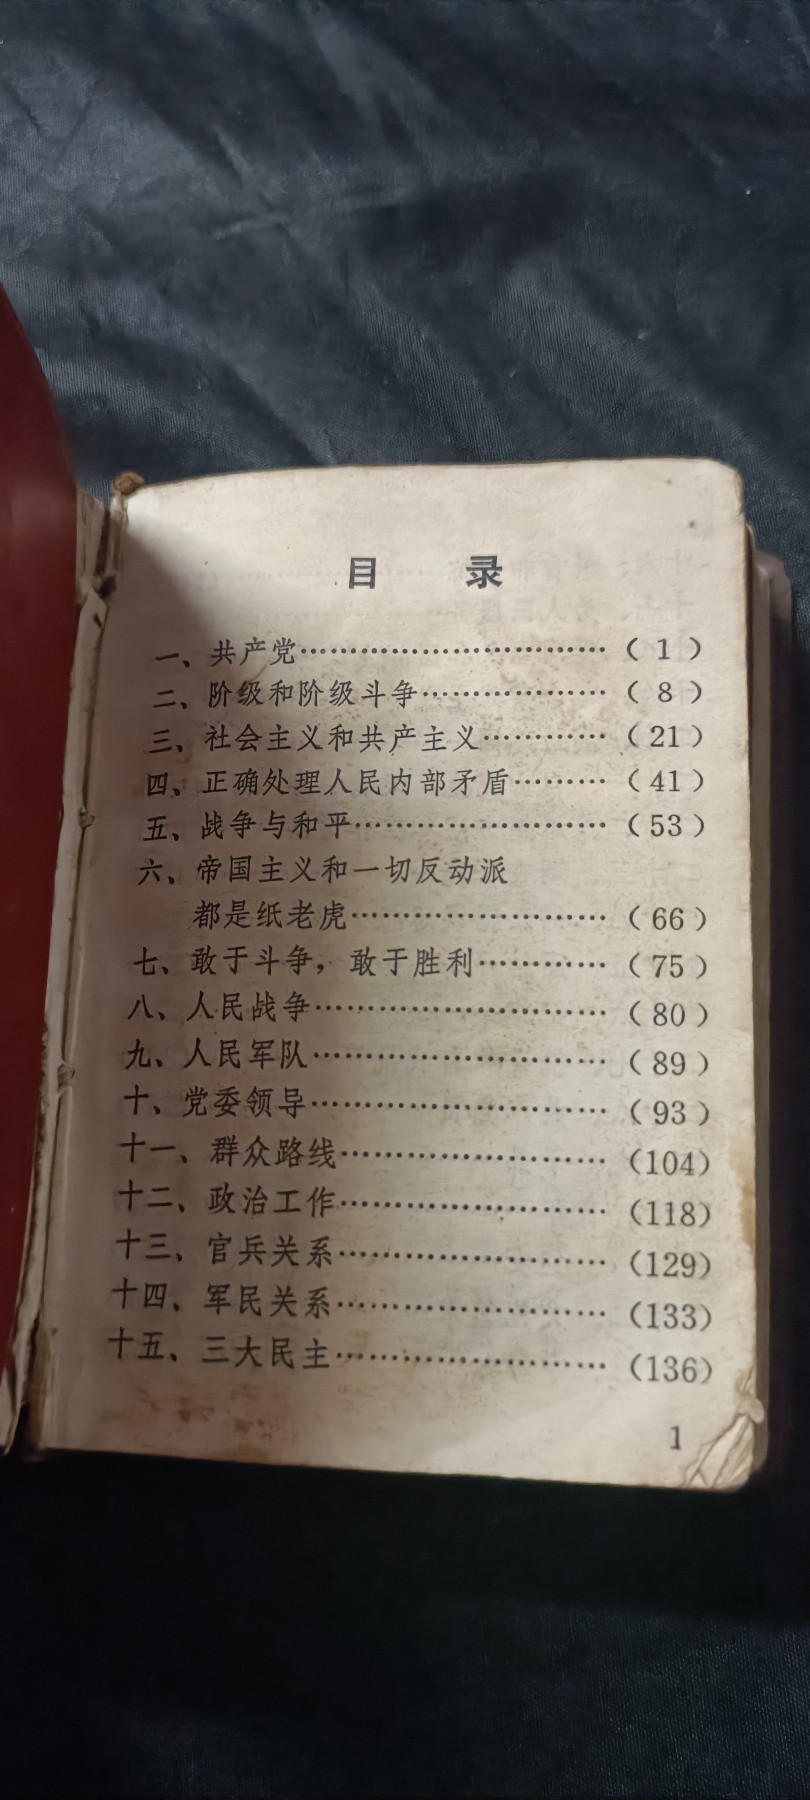 目 录
一、共产党…………………………（ 1 ）
二、阶级和阶级斗争………………（ 8 ）
三、社会主义和共产主义…………（21）
四、正确处理人民内部矛盾………（41）
五、战争与和平……………………（53）
六、帝国主义和一切反动派
都是纸老虎……………………（66）
七、敢于斗争，敢于胜利…………（75）
八、人民战争………………………（80）
九、人民军队………………………（89）
十、党委领导………………………（93）
十一、群众路线……………………（104）
十二、政治工作……………………（118）
十三、官兵关系……………………（129）
十四、军民关系……………………（133）
十五、三大民主……………………（136）
1